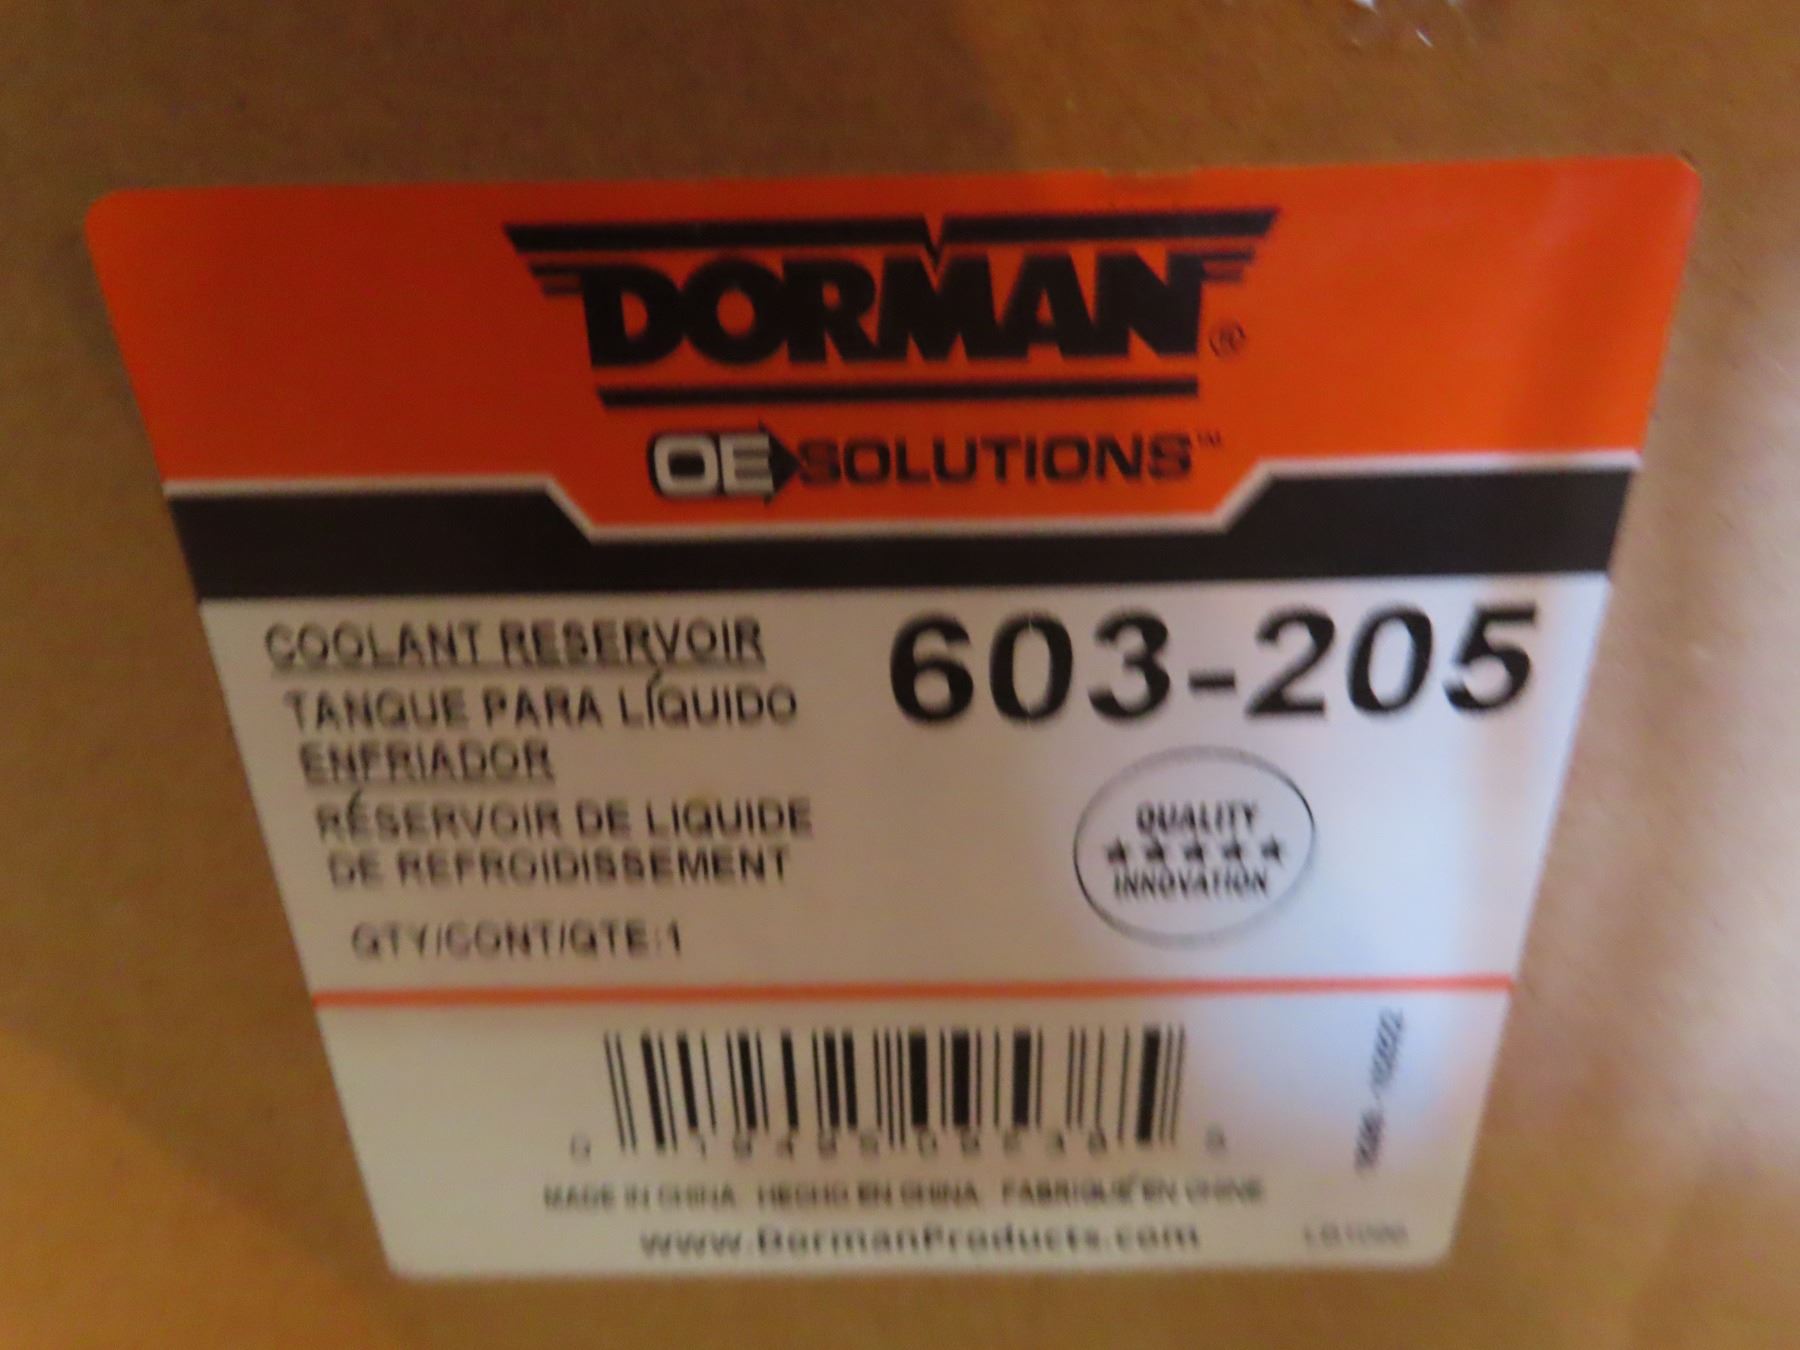 DORMAN®
OE SOLUTIONS™
COOLANT RESERVOIR
603-205
TANQUE PARA LÍQUIDO
ENFRIADOR
RÉSERVOIR DE LIQUIDE
DE REFROIDISSEMENT
QTY/CONT/QTE:1
QUALITY
★★★★★
INNOVATION
MADE IN CHINA HECHO EN CHINA FABRIQUÉ EN CHINE
www.DormanProducts.com